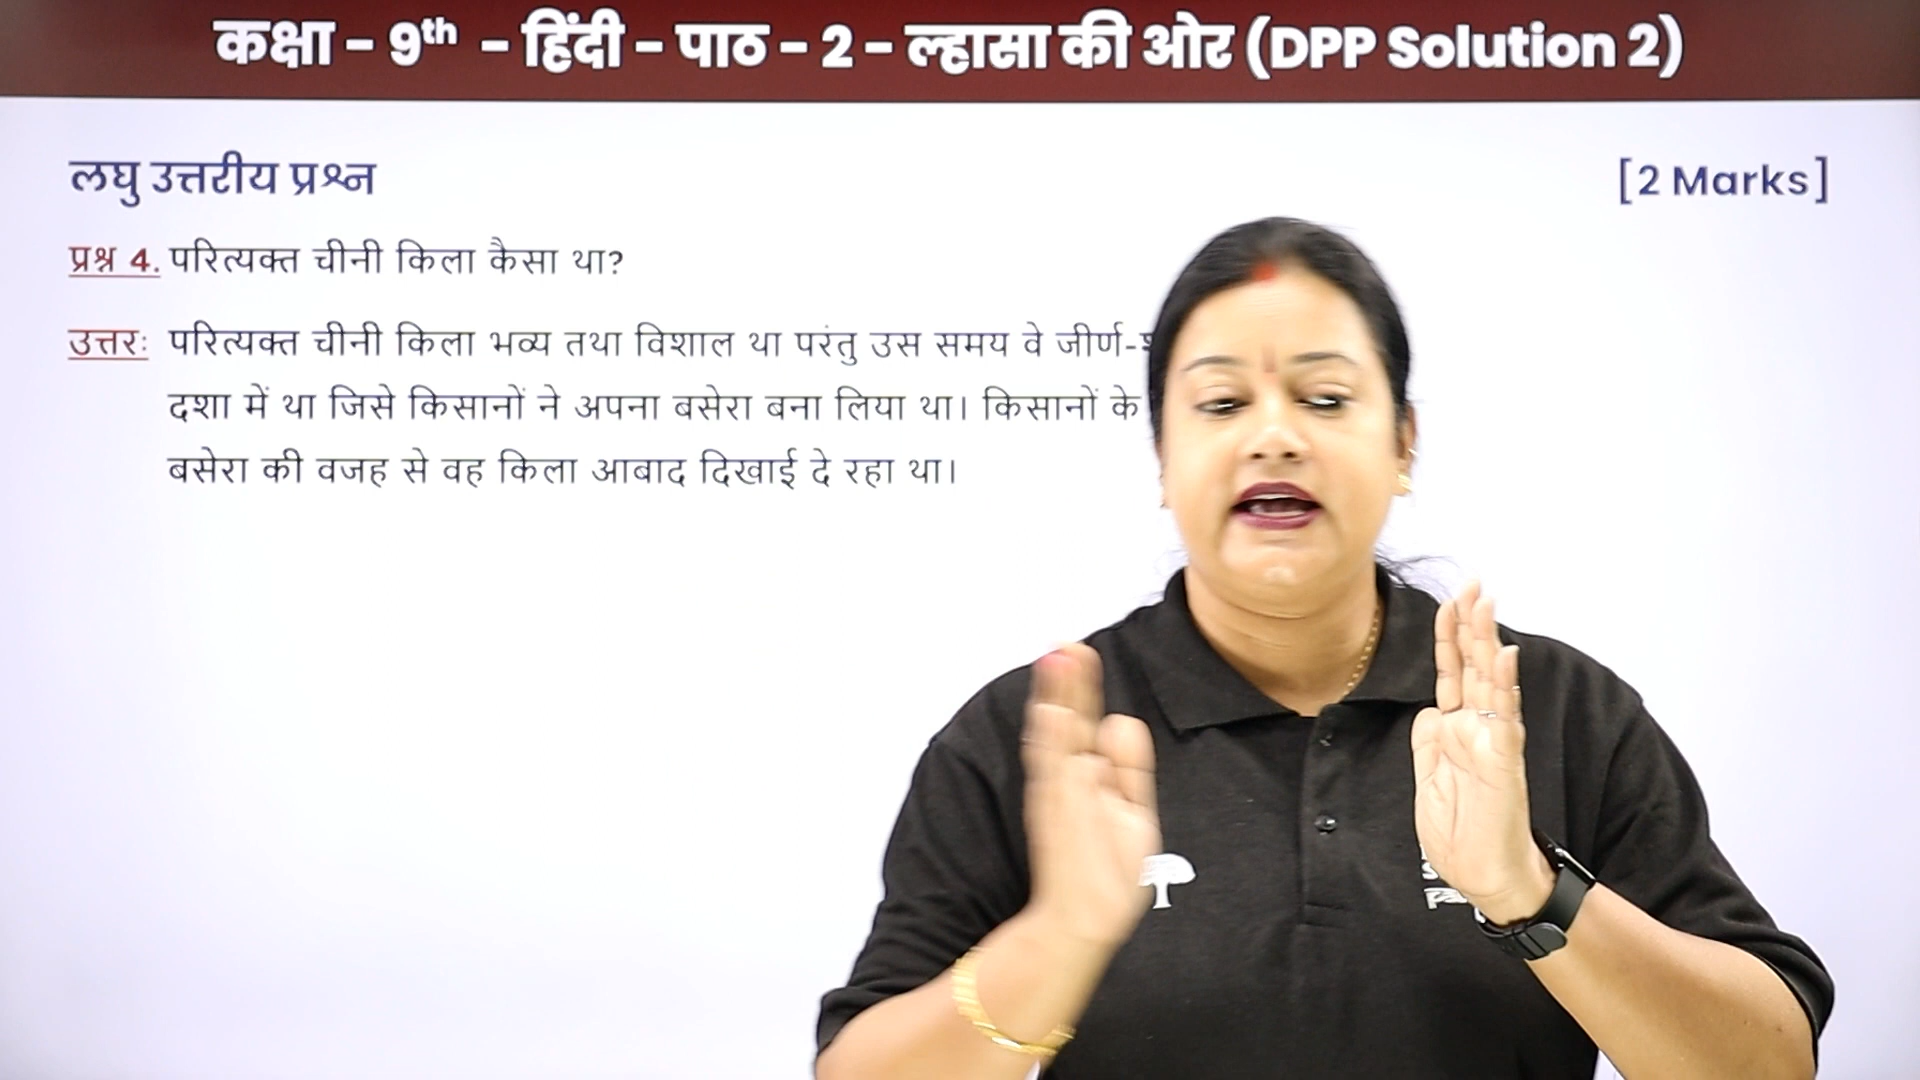 कक्षा – 9th – हिंदी – पाठ – 2 – ल्हासा की ओर (DPP Solution 2)
लघु उत्तरीय प्रश्न [2 Marks]
प्रश्न 4. परित्यक्त चीनी किला कैसा था?
उत्तरः परित्यक्त चीनी किला भव्य तथा विशाल था परंतु उस समय वे जीर्ण-
दशा में था जिसे किसानों ने अपना बसेरा बना लिया था। किसानों के
बसेरा की वजह से वह किला आबाद दिखाई दे रहा था।